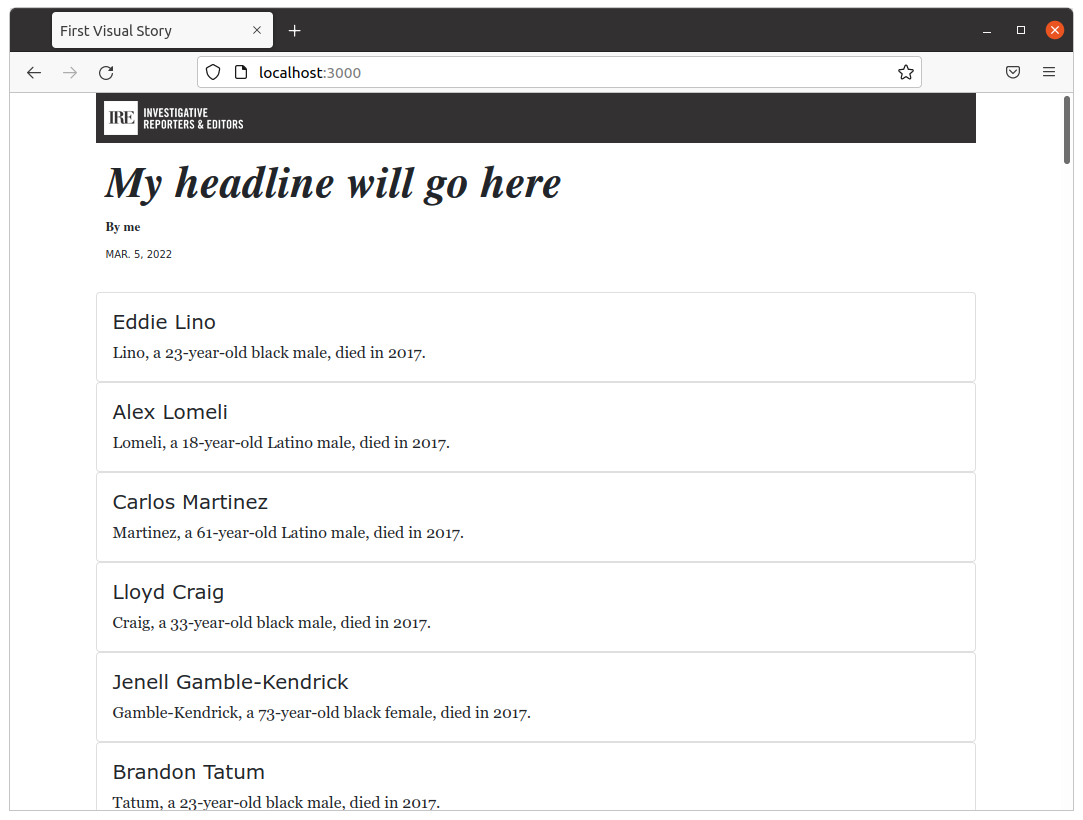 First Visual Story
localhost:3000
IRE INVESTIGATIVE
REPORTERS & EDITORS
My headline will go here
By me
MAR. 5, 2022
Eddie Lino
Lino, a 23-year-old black male, died in 2017.
Alex Lomeli
Lomeli, a 18-year-old Latino male, died in 2017.
Carlos Martinez
Martinez, a 61-year-old Latino male, died in 2017.
Lloyd Craig
Craig, a 33-year-old black male, died in 2017.
Jenell Gamble-Kendrick
Gamble-Kendrick, a 73-year-old black female, died in 2017.
Brandon Tatum
Tatum, a 23-year-old black male, died in 2017.